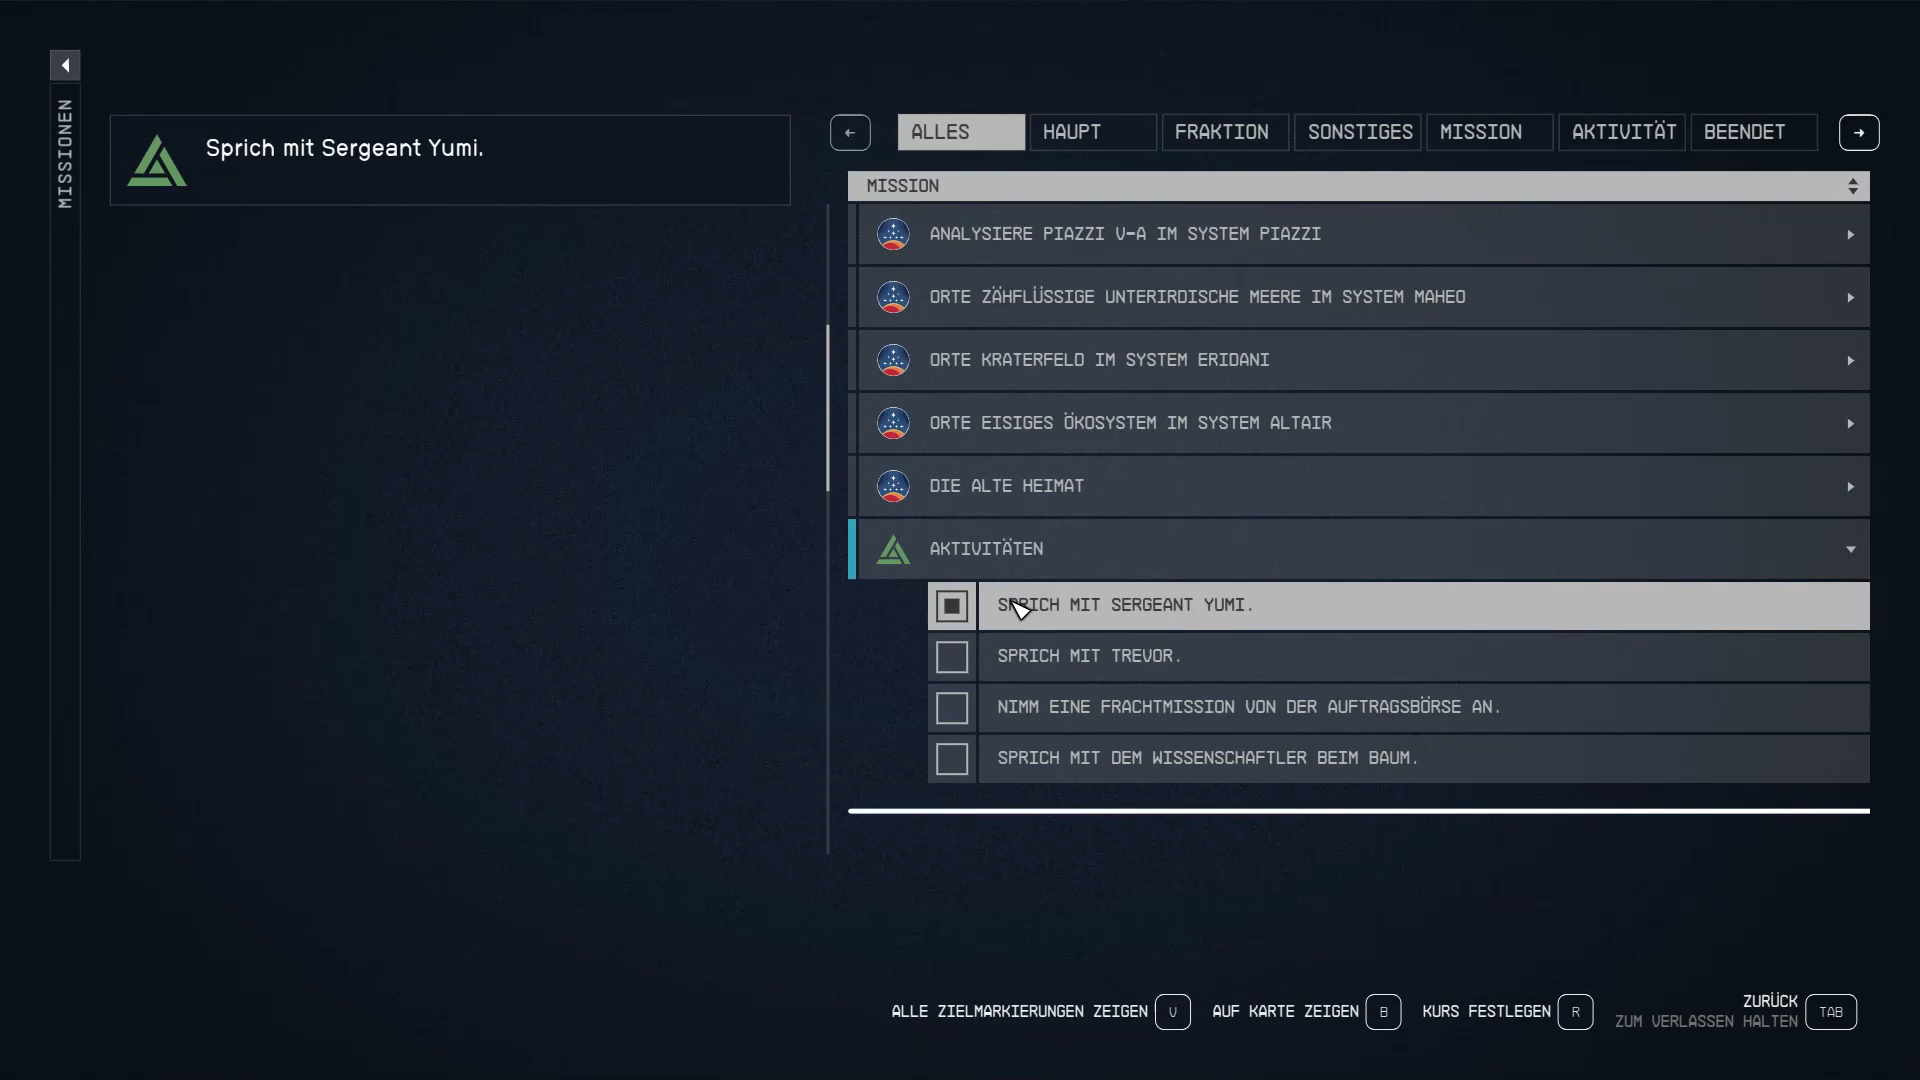 MISSIONEN
Sprich mit Sergeant Yumi.
ALLES
HAUPT
FRAKTION
SONSTIGES
MISSION
AKTIVITÄT
BEENDET
MISSION
ANALYSIERE PIAZZI V-A IM SYSTEM PIAZZI
ORTE ZÄHFLÜSSIGE UNTERIRDISCHE MEERE IM SYSTEM MAHEO
ORTE KRATERFELD IM SYSTEM ERIDANI
ORTE EISIGES ÖKOSYSTEM IM SYSTEM ALTAIR
DIE ALTE HEIMAT
AKTIVITÄTEN
SPRICH MIT SERGEANT YUMI.
SPRICH MIT TREVOR.
NIMM EINE FRACHTMISSION VON DER AUFTRAGSBÖRSE AN.
SPRICH MIT DEM WISSENSCHAFTLER BEIM BAUM.
ALLE ZIELMARKIERUNGEN ZEIGEN V
AUF KARTE ZEIGEN B
KURS FESTLEGEN R
ZURÜCK
ZUM VERLASSEN HALTEN TAB